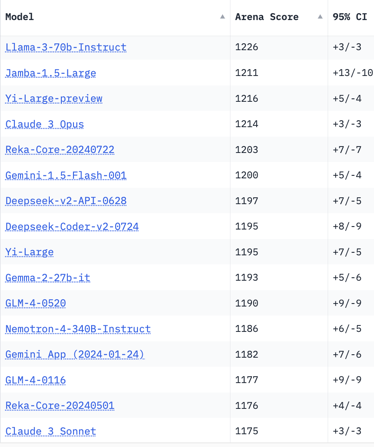 Model ▲ Arena Score ▲ 95% CI
Llama-3-70b-Instruct 1226 +3/-3
Jamba-1.5-Large 1211 +13/-10
Yi-Large-preview 1216 +5/-4
Claude 3 Opus 1214 +3/-3
Reka-Core-20240722 1203 +7/-7
Gemini-1.5-Flash-001 1200 +5/-4
Deepseek-v2-API-0628 1197 +7/-5
Deepseek-Coder-v2-0724 1195 +8/-9
Yi-Large 1195 +7/-5
Gemma-2-27b-it 1193 +5/-6
GLM-4-0520 1190 +9/-9
Nemotron-4-340B-Instruct 1186 +6/-5
Gemini App (2024-01-24) 1182 +7/-6
GLM-4-0116 1177 +9/-9
Reka-Core-20240501 1176 +4/-4
Claude 3 Sonnet 1175 +3/-3